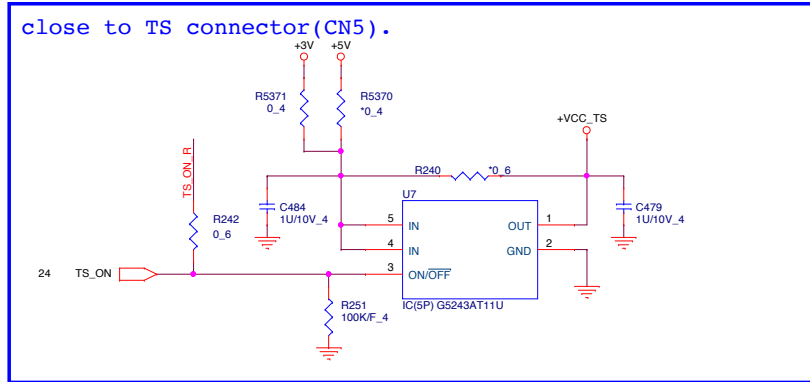 close to TS connector(CN5).
+3V
+5V
R5371
0_4
R5370
*0_4
+VCC_TS
TS_ON_R
R240
*0_6
U7
C484
1U/10V_4
C479
1U/10V_4
R242
0_6
5
IN
OUT
1
4
IN
GND
2
3
ON/OFF
24
TS_ON
R251
100K/F_4
IC(5P) G5243AT11U